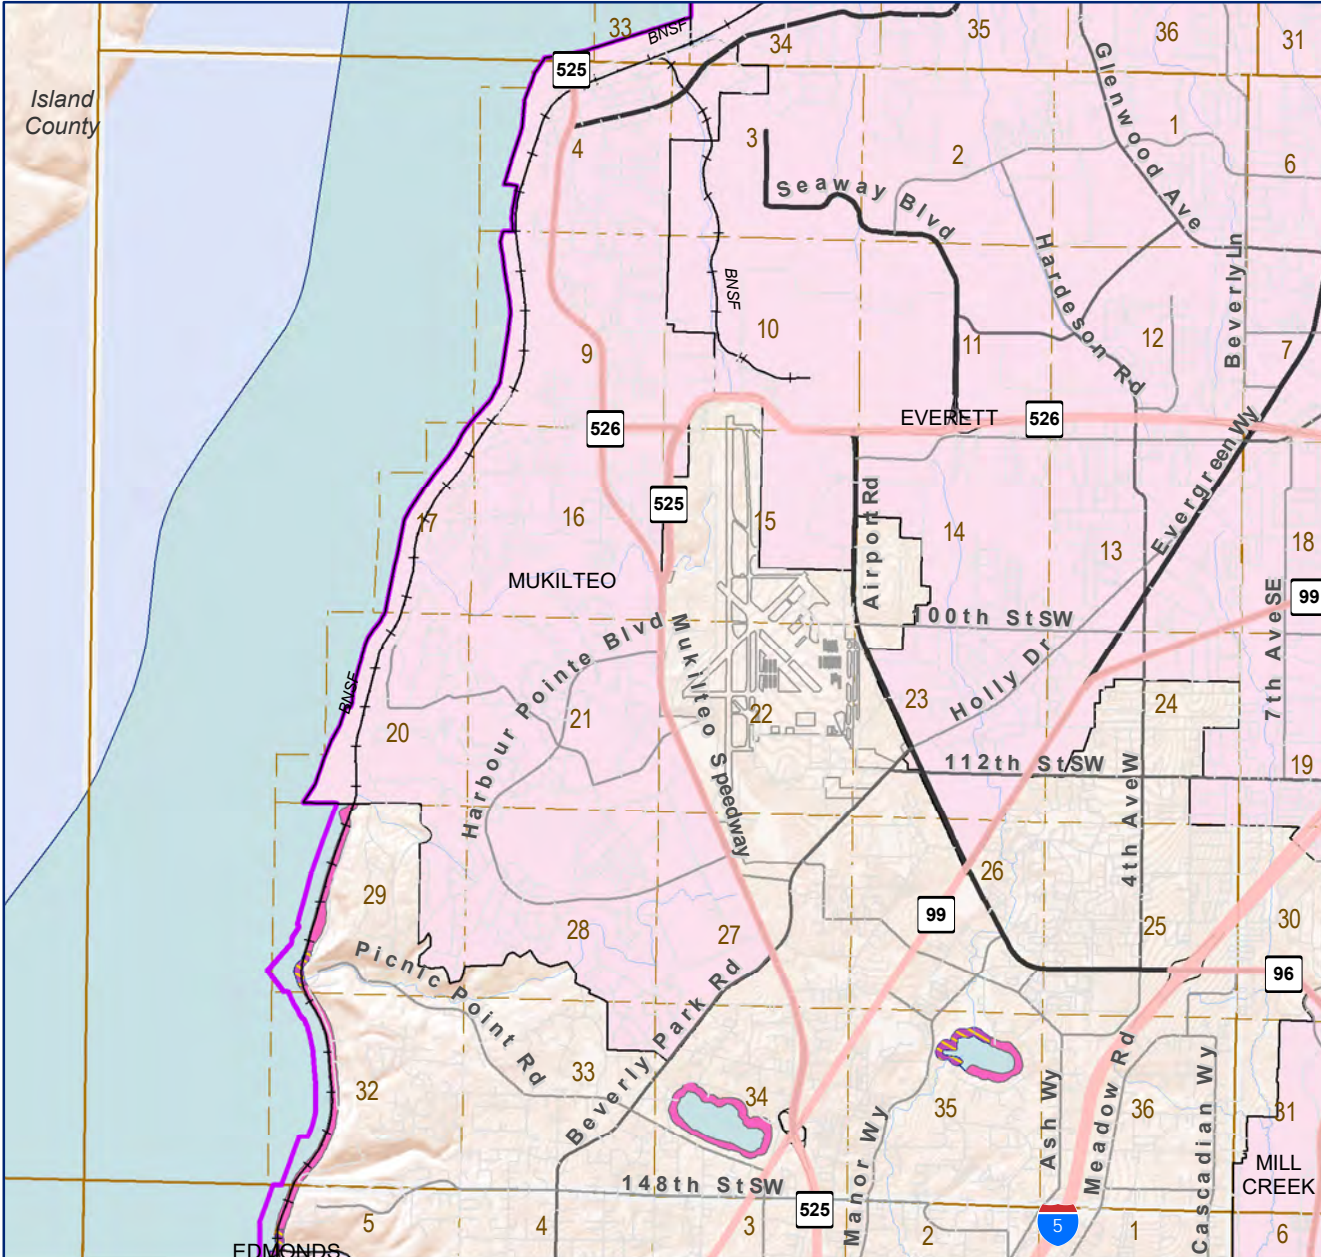 33
BNSF
34
35
36
31
525
Island
County
Glenwood Ave
4
3
2
1
6
Seaway Blvd
Hardeson Rd
Beverly Ln
BNSF
9
10
11
12
7
526
EVERETT
526
Evergreen Wy
525
Airport Rd
17
16
15
14
13
18
MUKILTEO
7th Ave SE
99
100th St SW
Harbour Pointe Blvd
Mukilteo Speedway
Holly Dr
BNSF
20
21
22
23
24
112th St SW
19
4th Ave W
29
28
27
26
99
25
30
Picnic Point Rd
96
Beverly Park Rd
Meadow Rd
33
32
34
35
Ash Wy
36
Cascadian Wy
31
Manor Wy
148th St SW
MILL
CREEK
525
5
4
3
2
5
1
6
EDMONDS